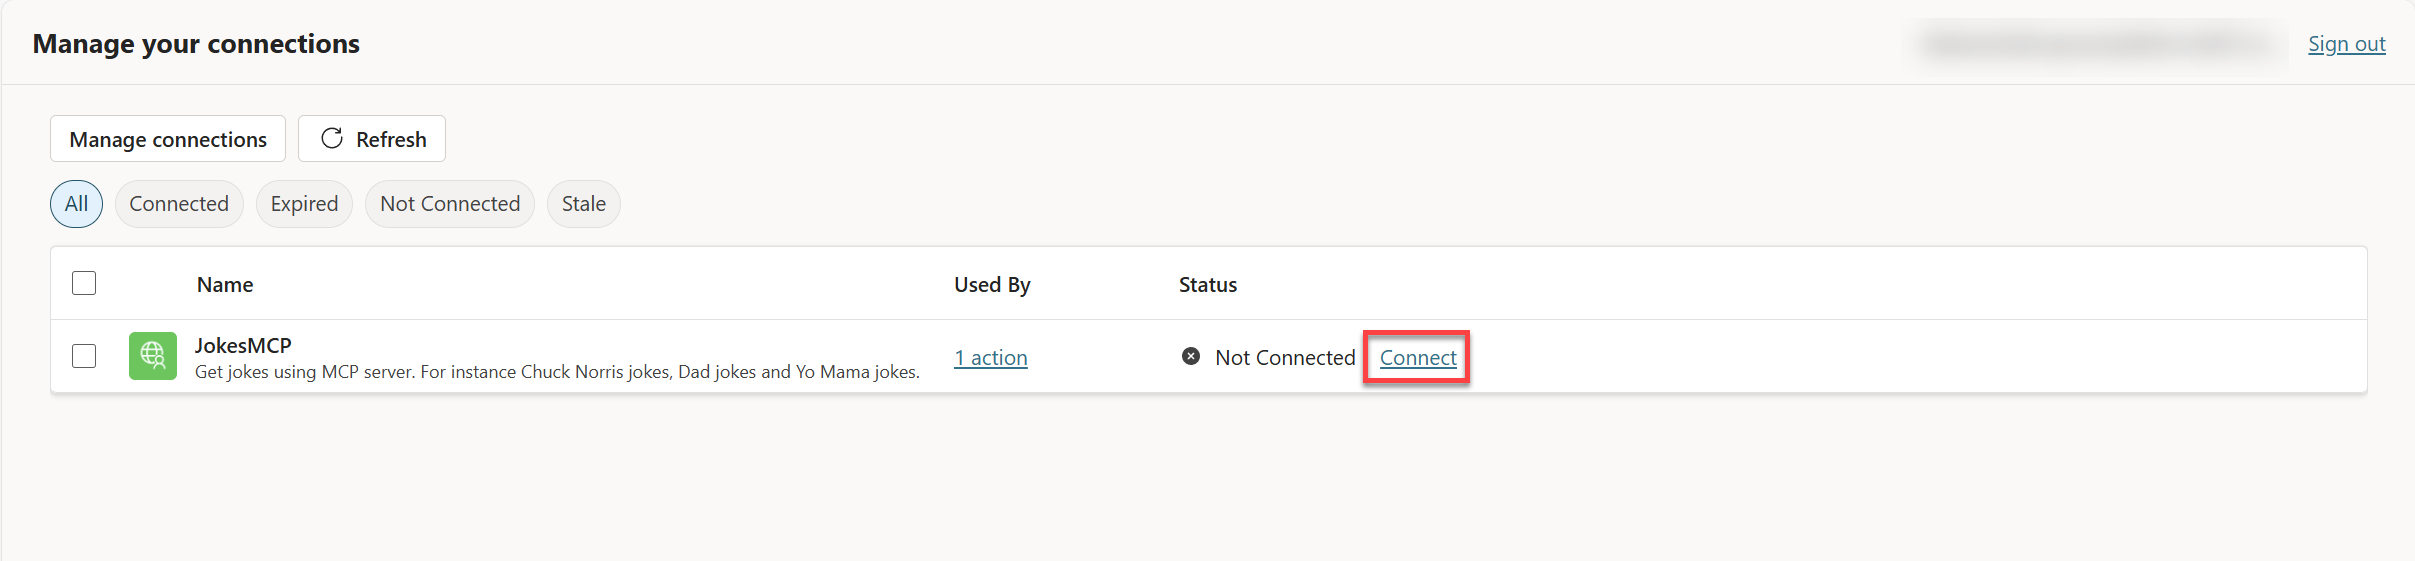 Manage your connections
Sign out
Manage connections
Refresh
All
Connected
Expired
Not Connected
Stale
Name
Used By
Status
JokesMCP
Get jokes using MCP server. For instance Chuck Norris jokes, Dad jokes and Yo Mama jokes.
1 action
Not Connected
Connect